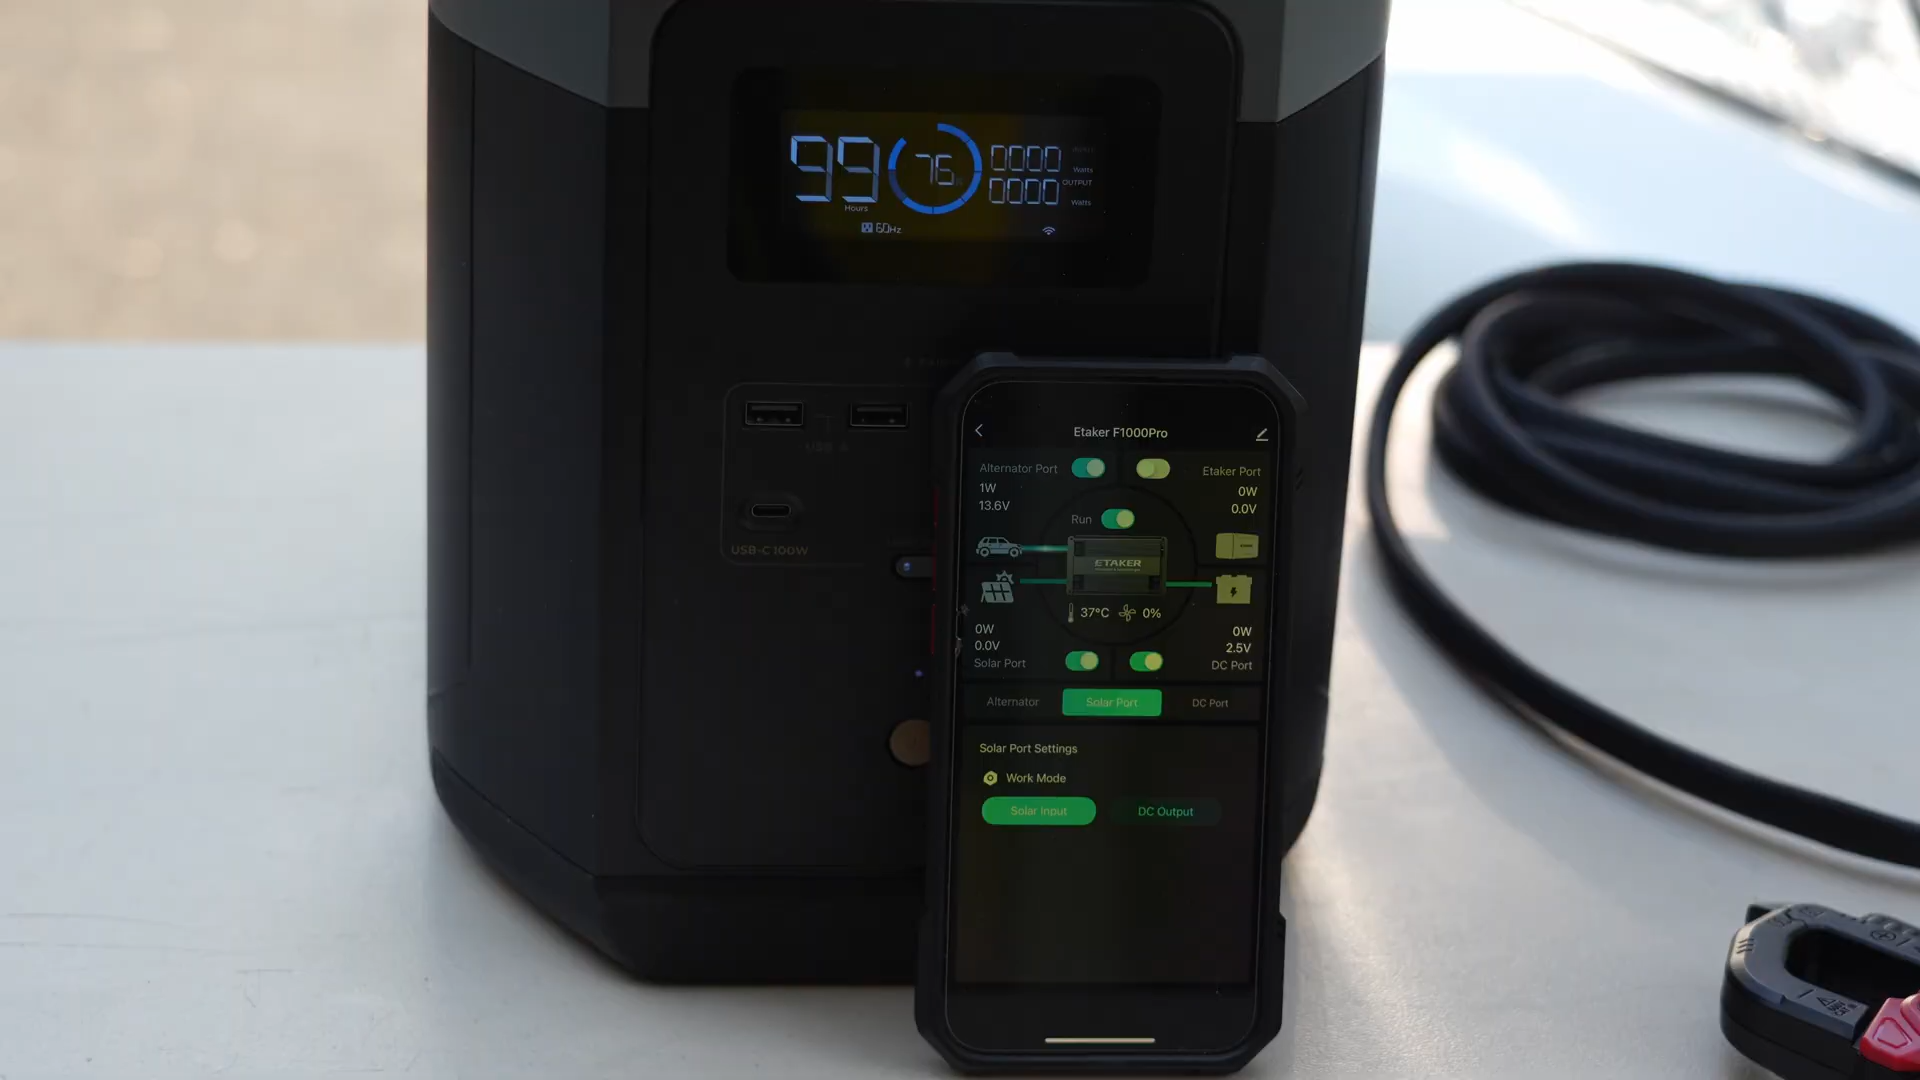 99
Hours
76
0000
Watts
OUTPUT
0000
Watts
60Hz
USB-C 100W
Etaker F1000Pro
Alternator Port
1W
13.6V
Etaker Port
0W
0.0V
Run
ETAKER
37°C
0%
0W
0.0V
Solar Port
0W
2.5V
DC Port
Alternator
Solar Port
DC Port
Solar Port Settings
Work Mode
Solar Input
DC Output